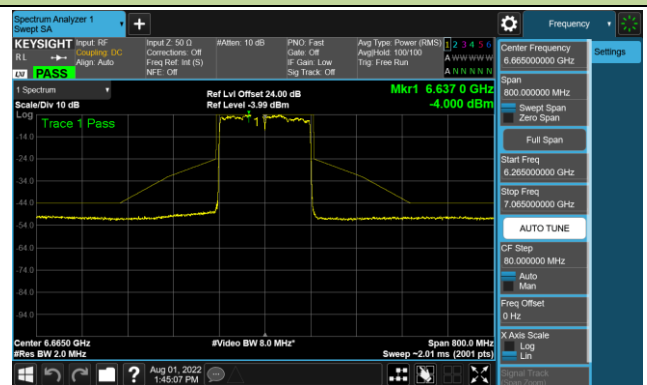 Spectrum Analyzer 1
Swept SA
+
Frequency
KEYSIGHT
RL
LXI
PASS
Input: RF
Coupling: DC
Align: Auto
Input Z: 50 Ω
Corrections: Off
Freq Ref: Int (S)
NFE: Off
#Atten: 10 dB
PNO: Fast
Gate: Off
IF Gain: Low
Sig Track: Off
Avg Type: Power (RMS)
Avg|Hold: 100/100
Trig: Free Run
1 2 3 4 5 6
A W W W W W
A N N N N N
1 Spectrum
Scale/Div 10 dB
Log
Ref Lvl Offset 24.00 dB
Ref Level -3.99 dBm
Mkr1 6.637 0 GHz
-4.000 dBm
Trace 1 Pass
1
-14.0
-24.0
-34.0
-44.0
-54.0
-64.0
-74.0
-84.0
-94.0
Center 6.6650 GHz
#Res BW 2.0 MHz
#Video BW 8.0 MHz*
Span 800.0 MHz
Sweep ~2.01 ms (2001 pts)
Aug 01, 2022
1:45:07 PM
?
Center Frequency
6.665000000 GHz
Settings
Span
800.000000 MHz
Swept Span
Zero Span
Full Span
Start Freq
6.265000000 GHz
Stop Freq
7.065000000 GHz
AUTO TUNE
CF Step
80.000000 MHz
Auto
Man
Freq Offset
0 Hz
X Axis Scale
Log
Lin
Signal Track
(Span Zoom)